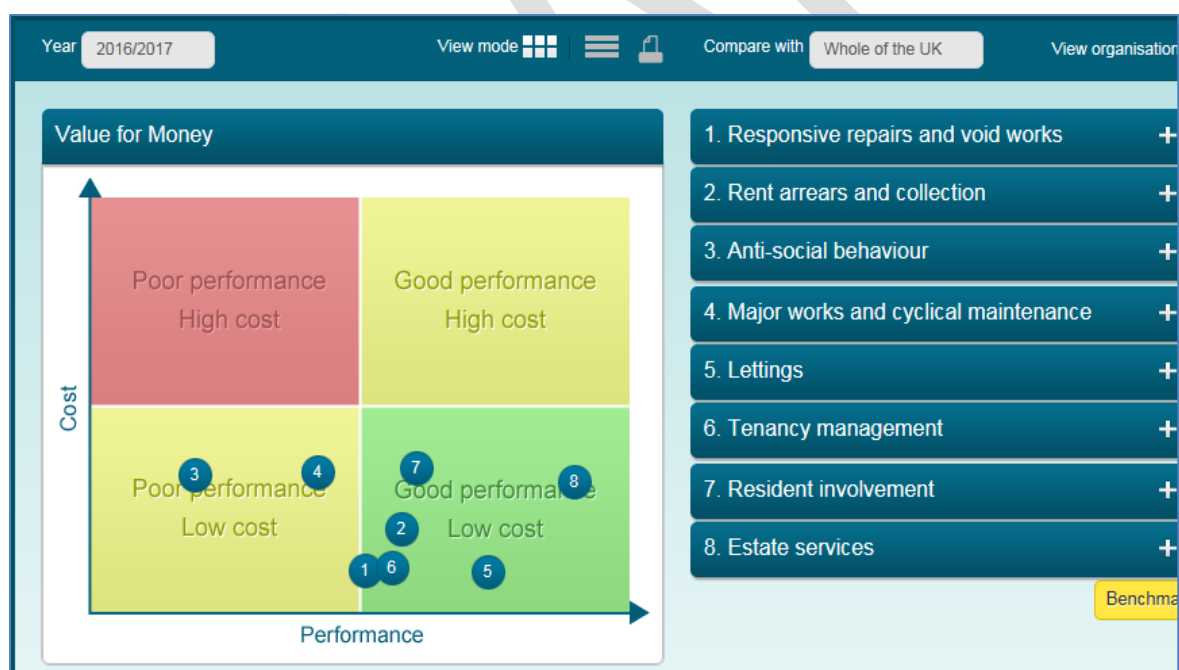 Year 2016/2017 View mode Compare with Whole of the UK View organisation
Value for Money
Poor performance
High cost
Good performance
High cost
Cost
3
4
7
8
Poor performance
Low cost
Good performance
Low cost
2
1
6
5
Performance
1. Responsive repairs and void works +
2. Rent arrears and collection +
3. Anti-social behaviour +
4. Major works and cyclical maintenance +
5. Lettings +
6. Tenancy management +
7. Resident involvement +
8. Estate services +
Benchma